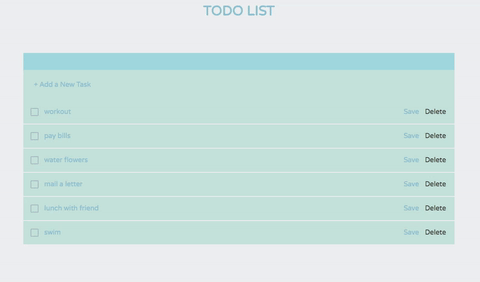 TODO LIST
+ Add a New Task
workout Save Delete
pay bills Save Delete
water flowers Save Delete
mail a letter Save Delete
lunch with friend Save Delete
swim Save Delete